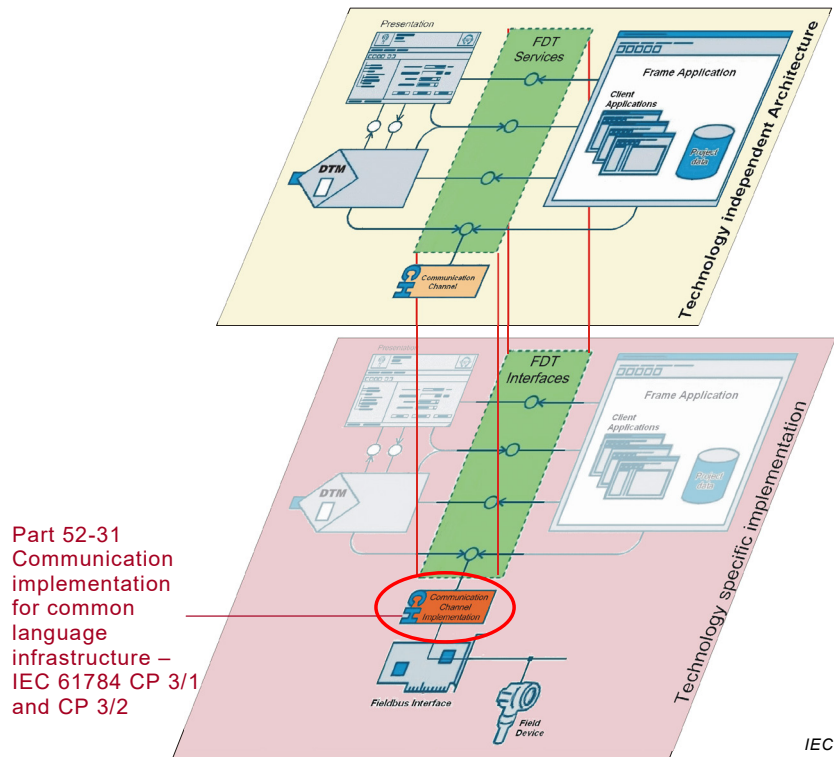 Presentation
FDT
Services
Frame Application
Client
Applications
Project
data
DTM
Technology independent Architecture
CH
Communication
Channel
FDT
Interfaces
Frame Application
Client
Applications
Project
data
DTM
Technology specific implementation
Part 52-31
Communication
implementation
for common
language
infrastructure –
IEC 61784 CP 3/1
and CP 3/2
CH
Communication
Channel
Implementation
Fieldbus Interface
Field
Device
IEC